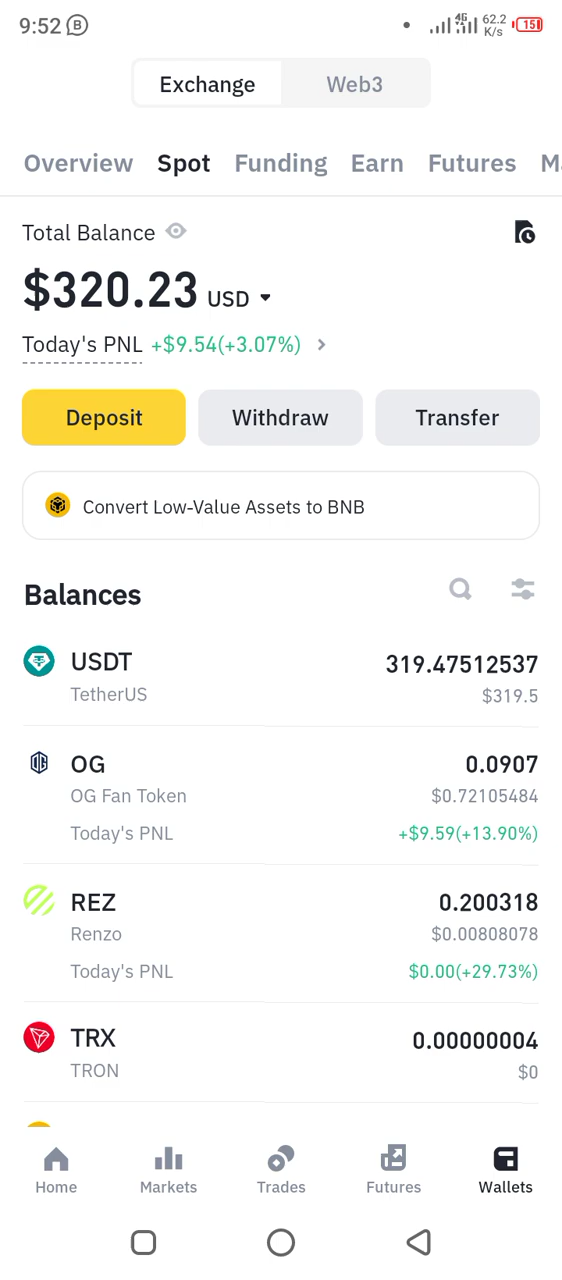 9:52 B 4G 62.2 K/s 15
Exchange Web3
Overview Spot Funding Earn Futures
Total Balance
$320.23 USD
Today's PNL +$9.54(+3.07%)
Deposit Withdraw Transfer
Convert Low-Value Assets to BNB
Balances
USDT 319.47512537
TetherUS $319.5
OG 0.0907
OG Fan Token $0.72105484
Today's PNL +$9.59(+13.90%)
REZ 0.200318
Renzo $0.00808078
Today's PNL $0.00(+29.73%)
TRX 0.00000004
TRON $0
Home Markets Trades Futures Wallets